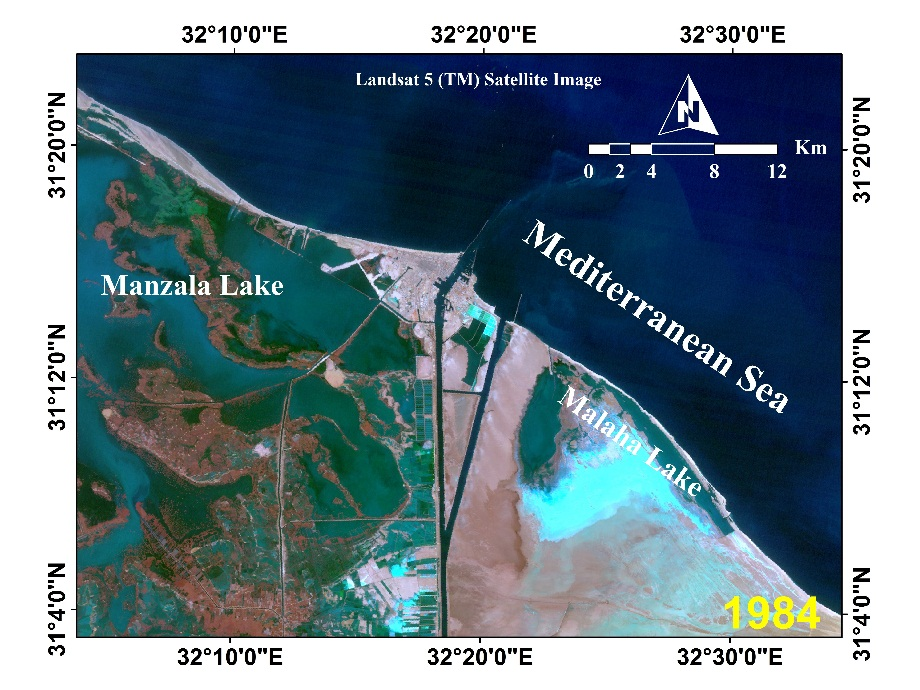 32°10'0"E 32°20'0"E 32°30'0"E
Landsat 5 (TM) Satellite Image
N
Km
0 2 4 8 12
31°20'0"N
31°20'0"N
Mediterranean Sea
Manzala Lake
31°12'0"N
31°12'0"N
Malaha Lake
31°4'0"N
31°4'0"N
1984
32°10'0"E 32°20'0"E 32°30'0"E